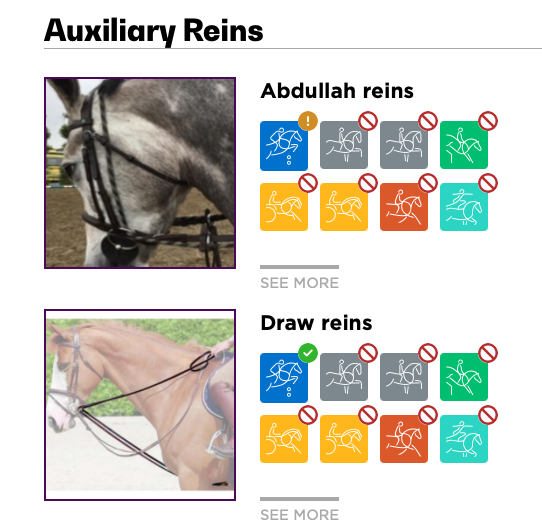 Auxiliary Reins
Abdullah reins
SEE MORE
Draw reins
SEE MORE